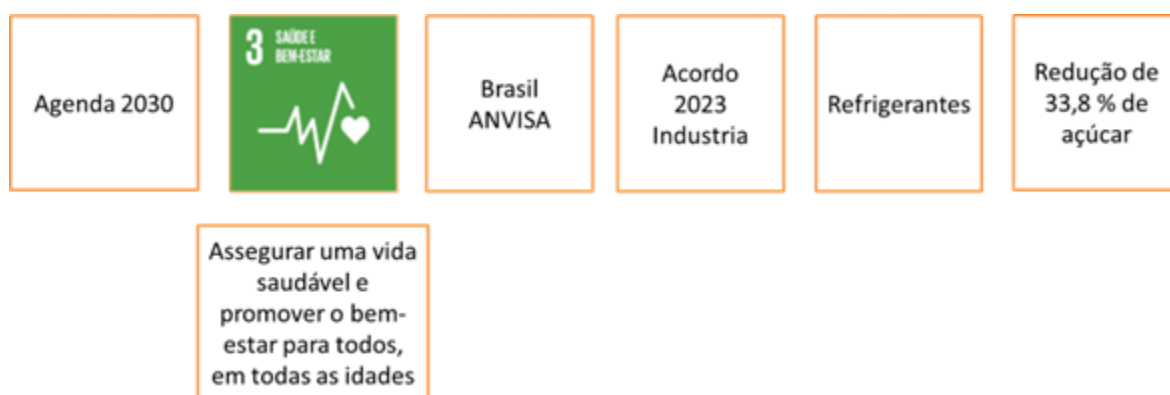 Agenda 2030
3 SAÚDE E
BEM-ESTAR
Brasil
ANVISA
Acordo
2023
Industria
Refrigerantes
Redução de
33,8 % de
açúcar
Assegurar uma vida
saudável e
promover o bem-
estar para todos,
em todas as idades